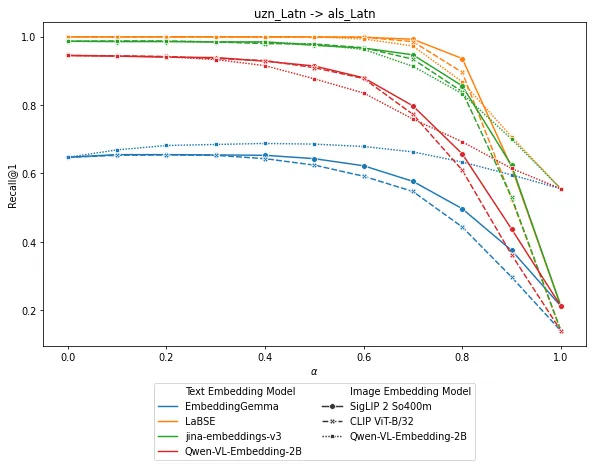 uzn_Latn -> als_Latn
Recall@1
1.0
0.8
0.6
0.4
0.2
0.0 0.2 0.4 0.6 0.8 1.0
α
Text Embedding Model
EmbeddingGemma
LaBSE
jina-embeddings-v3
Qwen-VL-Embedding-2B
Image Embedding Model
SigLIP 2 So400m
CLIP ViT-B/32
Qwen-VL-Embedding-2B